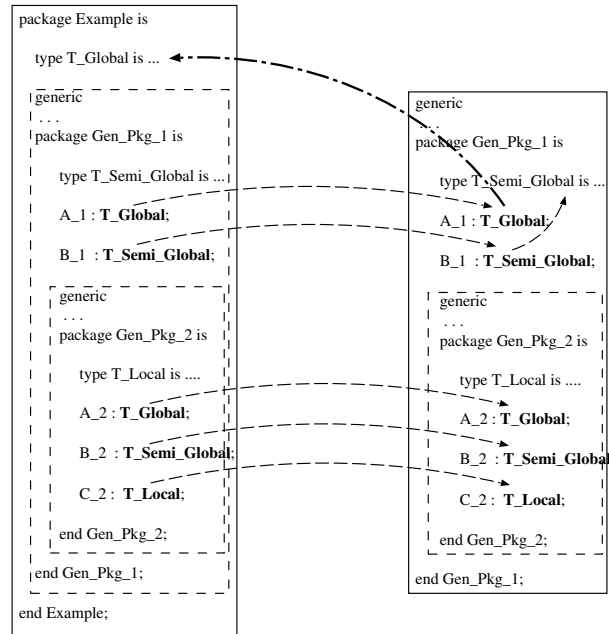 package Example is
type T_Global is ...
generic
. . .
package Gen_Pkg_1 is
type T_Semi_Global is ...
A_1 : T_Global;
B_1 : T_Semi_Global;
generic
. . .
package Gen_Pkg_2 is
type T_Local is ....
A_2 : T_Global;
B_2 : T_Semi_Global;
C_2 : T_Local;
end Gen_Pkg_2;
end Gen_Pkg_1;
end Example;
generic
. . .
package Gen_Pkg_1 is
type T_Semi_Global is ...
A_1 : T_Global;
B_1 : T_Semi_Global;
generic
. . .
package Gen_Pkg_2 is
type T_Local is ....
A_2 : T_Global;
B_2 : T_Semi_Global
C_2 : T_Local;
end Gen_Pkg_2;
end Gen_Pkg_1;